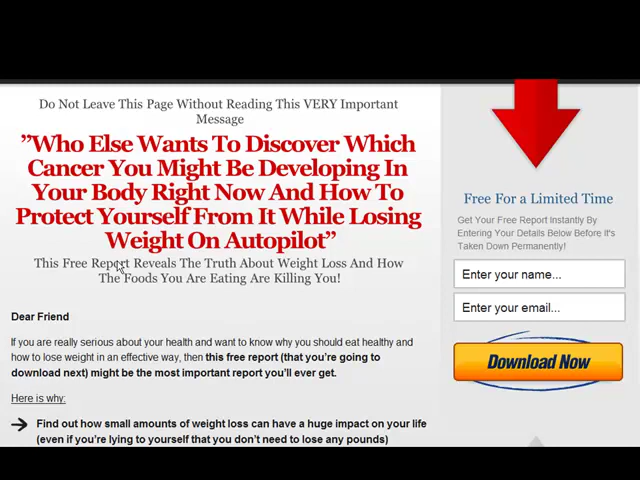 Do Not Leave This Page Without Reading This VERY Important
Message
”Who Else Wants To Discover Which
Cancer You Might Be Developing In
Your Body Right Now And How To
Protect Yourself From It While Losing
Weight On Autopilot”
This Free Report Reveals The Truth About Weight Loss And How
The Foods You Are Eating Are Killing You!
Dear Friend
If you are really serious about your health and want to know why you should eat healthy and
how to lose weight in an effective way, then this free report (that you’re going to
download next) might be the most important report you’ll ever get.
Here is why:
Find out how small amounts of weight loss can have a huge impact on your life
(even if you’re lying to yourself that you don’t need to lose any pounds)
Free For a Limited Time
Get Your Free Report Instantly By
Entering Your Details Below Before It's
Taken Down Permanently!
Enter your name...
Enter your email...
Download Now